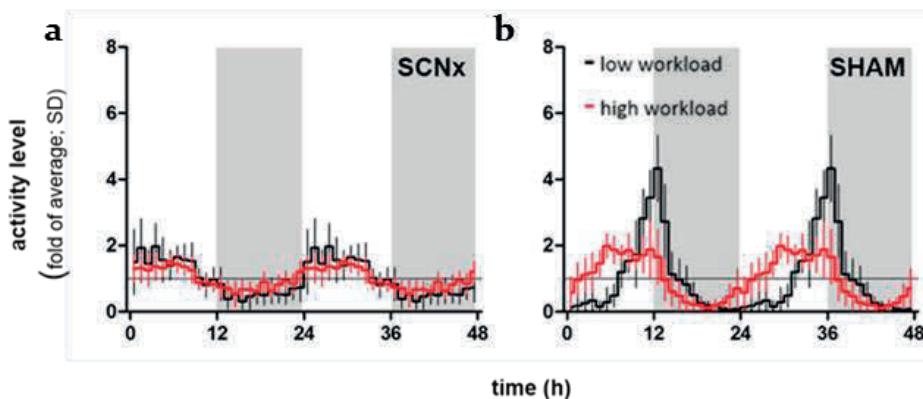 a
b
8
6
4
2
0
SCNx
8
6
4
2
0
low workload
high workload
SHAM
activity level
(fold of average; SD)
0 12 24 36 48
0 12 24 36 48
time (h)